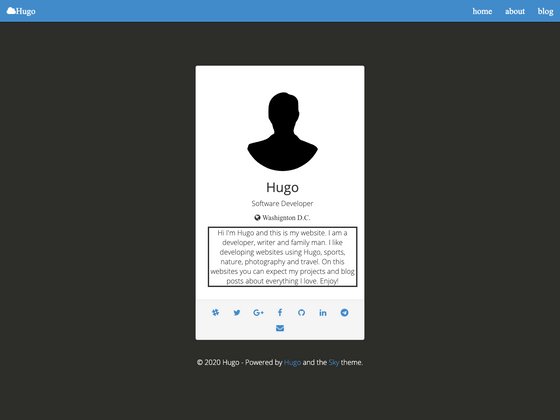 Hugo
home about blog
Hugo
Software Developer
Washignton D.C.
Hi I'm Hugo and this is my website. I am a
developer, writer and family man. I like
developing websites using Hugo, sports,
nature, photography and travel. On this
websites you can expect my projects and blog
posts about everything I love. Enjoy!
© 2020 Hugo - Powered by Hugo and the Sky theme.